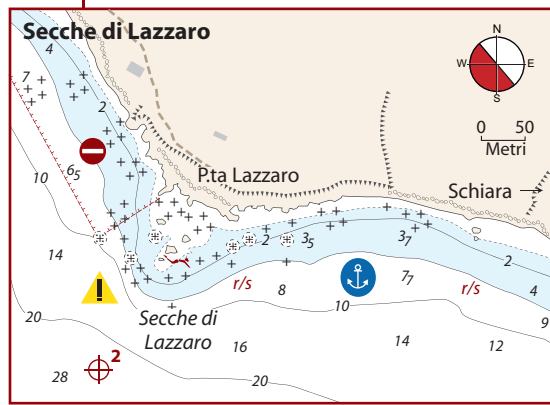 Secche di Lazzaro
N
W E
S
4
7
2
0 50
Metri
P.ta Lazzaro
Schiara
6₅
10
14
2
3₅
3₇
2
r/s
8
7₇
r/s
4
10
9
Secche di
Lazzaro
20
16
14
12
2
28
20